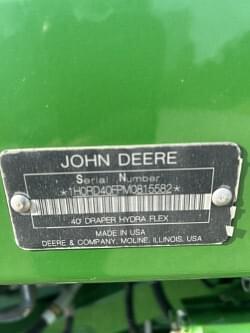 JOHN DEERE
Serial Number
*1H0RD40FPM0815582*
40' DRAPER HYDRA FLEX
MADE IN USA
DEERE & COMPANY, MOLINE, ILLINOIS, USA